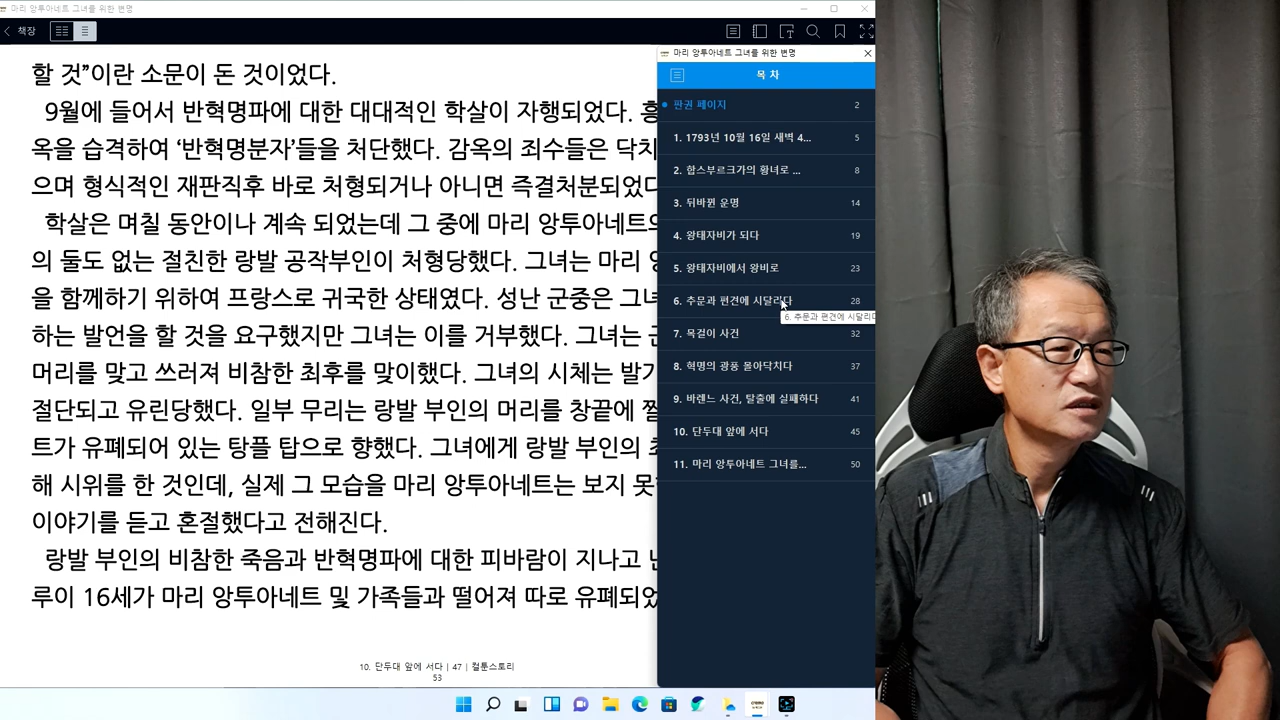 마리 앙투아네트 그녀를 위한 변명
책장
할 것”이란 소문이 돈 것이었다.
9월에 들어서 반혁명파에 대한 대대적인 학살이 자행되었다. 흥
옥을 습격하여 ‘반혁명분자’들을 처단했다. 감옥의 죄수들은 닥치
으며 형식적인 재판직후 바로 처형되거나 아니면 즉결처분되었다
학살은 며칠 동안이나 계속 되었는데 그 중에 마리 앙투아네트으
의 둘도 없는 절친한 랑발 공작부인이 처형당했다. 그녀는 마리
을 함께하기 위하여 프랑스로 귀국한 상태였다. 성난 군중은 그녀
하는 발언을 할 것을 요구했지만 그녀는 이를 거부했다. 그녀는
머리를 맞고 쓰러져 비참한 최후를 맞이했다. 그녀의 시체는 발기
절단되고 유린당했다. 일부 무리는 랑발 부인의 머리를 창끝에
트가 유폐되어 있는 탕플 탑으로 향했다. 그녀에게 랑발 부인의
해 시위를 한 것인데, 실제 그 모습을 마리 앙투아네트는 보지 못
이야기를 듣고 혼절했다고 전해진다.
랑발 부인의 비참한 죽음과 반혁명파에 대한 피바람이 지나고
루이 16세가 마리 앙투아네트 및 가족들과 떨어져 따로 유폐되었
10. 단두대 앞에 서다 | 47 | 컬툰스토리
53
마리 앙투아네트 그녀를 위한 변명
목 차
판권 페이지 2
1. 1793년 10월 16일 새벽 4... 5
2. 합스부르크가의 황녀로 ... 8
3. 뒤바뀐 운명 14
4. 왕태자비가 되다 19
5. 왕태자비에서 왕비로 23
6. 추문과 편견에 시달리다 28
6. 추문과 편견에 시달리다
7. 목걸이 사건 32
8. 혁명의 광풍 몰아닥치다 37
9. 바렌느 사건, 탈출에 실패하다 41
10. 단두대 앞에 서다 45
11. 마리 앙투아네트 그녀를... 50